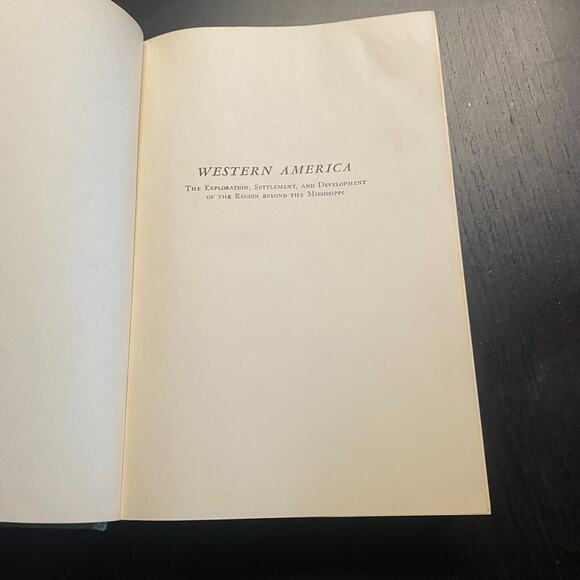 WESTERN AMERICA
The Exploration, Settlement, and Development
of the Region beyond the Mississippi